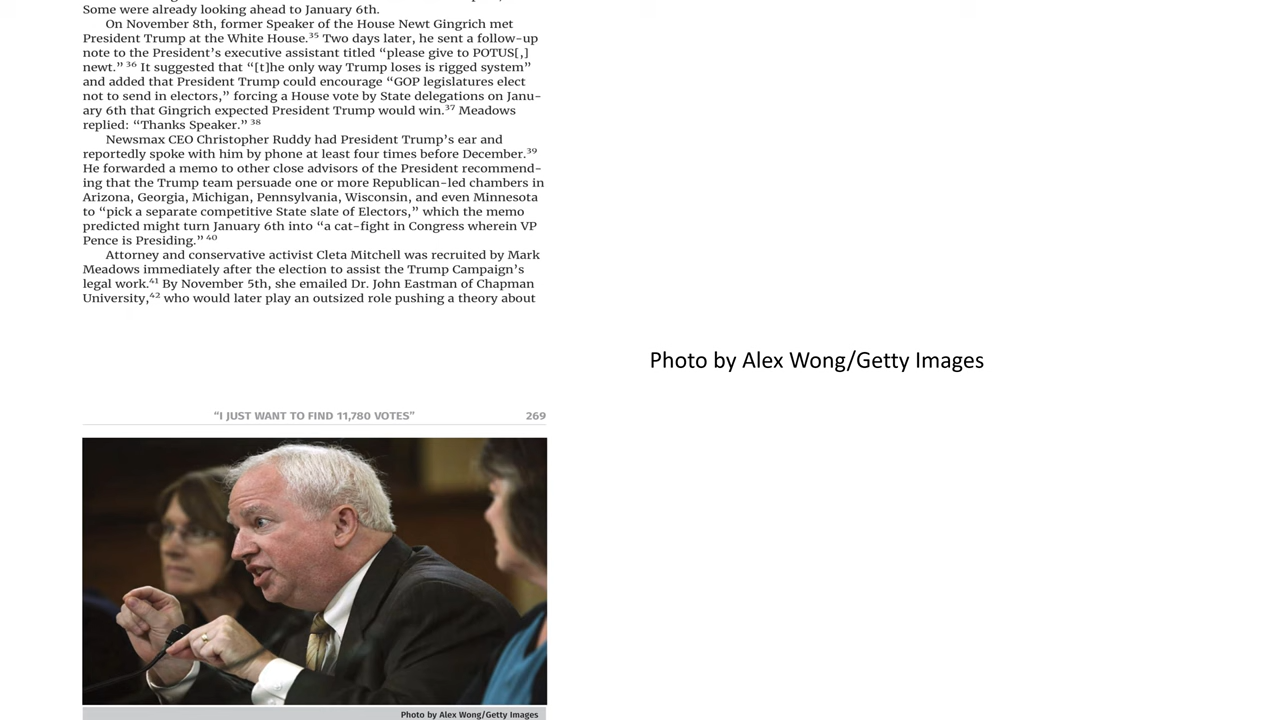 Some were already looking ahead to January 6th.
On November 8th, former Speaker of the House Newt Gingrich met
President Trump at the White House.³⁵ Two days later, he sent a follow-up
note to the President’s executive assistant titled “please give to POTUS[,]
newt.” ³⁶ It suggested that “[t]he only way Trump loses is rigged system”
and added that President Trump could encourage “GOP legislatures elect
not to send in electors,” forcing a House vote by State delegations on Janu-
ary 6th that Gingrich expected President Trump would win.³⁷ Meadows
replied: “Thanks Speaker.” ³⁸
Newsmax CEO Christopher Ruddy had President Trump’s ear and
reportedly spoke with him by phone at least four times before December.³⁹
He forwarded a memo to other close advisors of the President recommend-
ing that the Trump team persuade one or more Republican-led chambers in
Arizona, Georgia, Michigan, Pennsylvania, Wisconsin, and even Minnesota
to “pick a separate competitive State slate of Electors,” which the memo
predicted might turn January 6th into “a cat-fight in Congress wherein VP
Pence is Presiding.” ⁴⁰
Attorney and conservative activist Cleta Mitchell was recruited by Mark
Meadows immediately after the election to assist the Trump Campaign’s
legal work.⁴¹ By November 5th, she emailed Dr. John Eastman of Chapman
University,⁴² who would later play an outsized role pushing a theory about
Photo by Alex Wong/Getty Images
“I JUST WANT TO FIND 11,780 VOTES” 269
Photo by Alex Wong/Getty Images